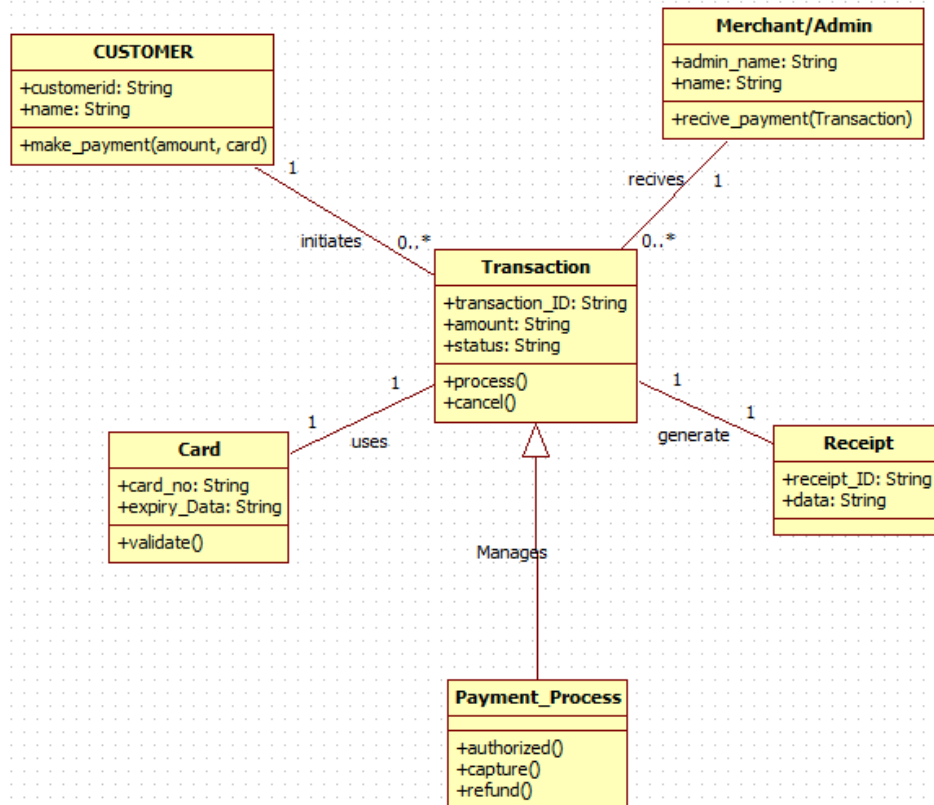 CUSTOMER
+customerid: String
+name: String
+make_payment(amount, card)
Merchant/Admin
+admin_name: String
+name: String
+recive_payment(Transaction)
1
initiates
0..*
recives
1
0..*
Transaction
+transaction_ID: String
+amount: String
+status: String
+process()
+cancel()
1
1
uses
Card
+card_no: String
+expiry_Data: String
+validate()
1
1
generate
Receipt
+receipt_ID: String
+data: String
Manages
Payment_Process
+authorized()
+capture()
+refund()